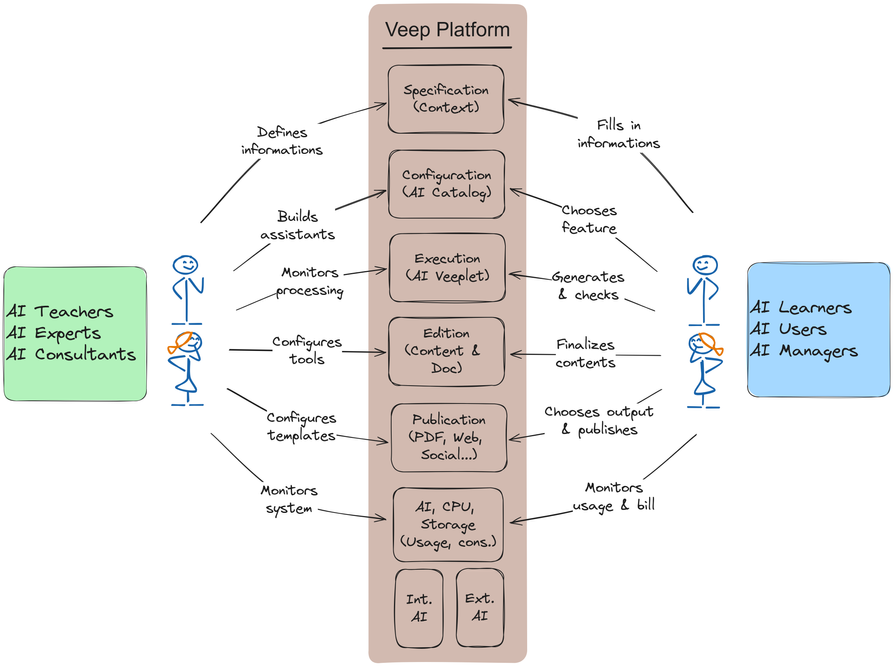 Veep Platform
Specification
(Context)
Defines
informations
Fills in
informations
Configuration
(AI Catalog)
Builds
assistants
Chooses
feature
Execution
(AI Veeplet)
Monitors
processing
Generates
& checks
AI Teachers
AI Experts
AI Consultants
AI Learners
AI Users
AI Managers
Edition
(Content &
Doc)
Configures
tools
Finalizes
contents
Publication
(PDF, Web,
Social...)
Configures
templates
Chooses output
& publishes
AI, CPU,
Storage
(Usage, cons.)
Monitors
system
Monitors
usage & bill
Int.
AI
Ext.
AI